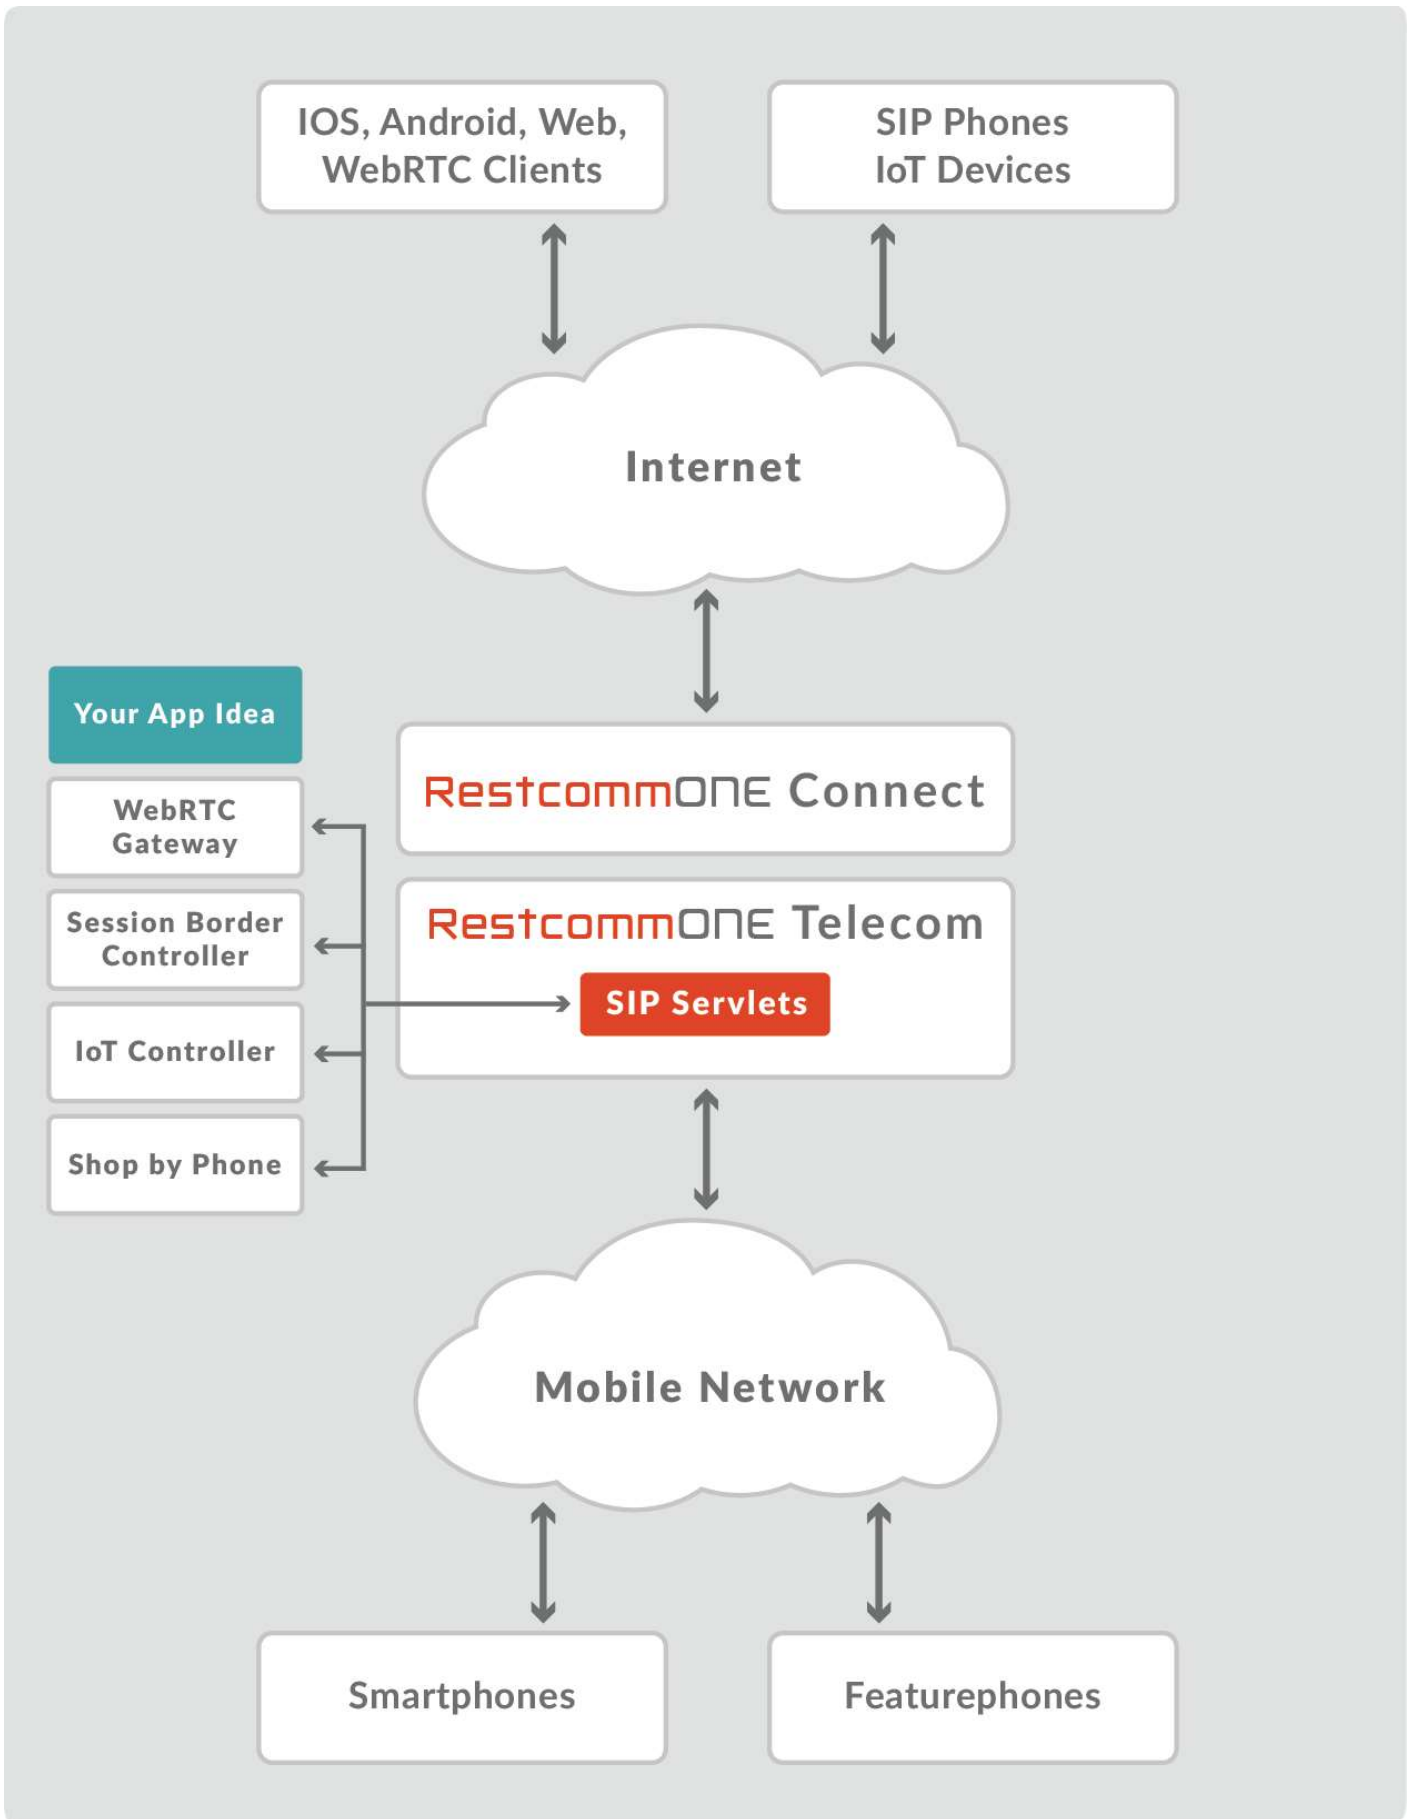 IOS, Android, Web,
WebRTC Clients
SIP Phones
IoT Devices
Internet
Your App Idea
WebRTC
Gateway
Session Border
Controller
IoT Controller
Shop by Phone
RestcommONE Connect
RestcommONE Telecom
SIP Servlets
Mobile Network
Smartphones
Featurephones